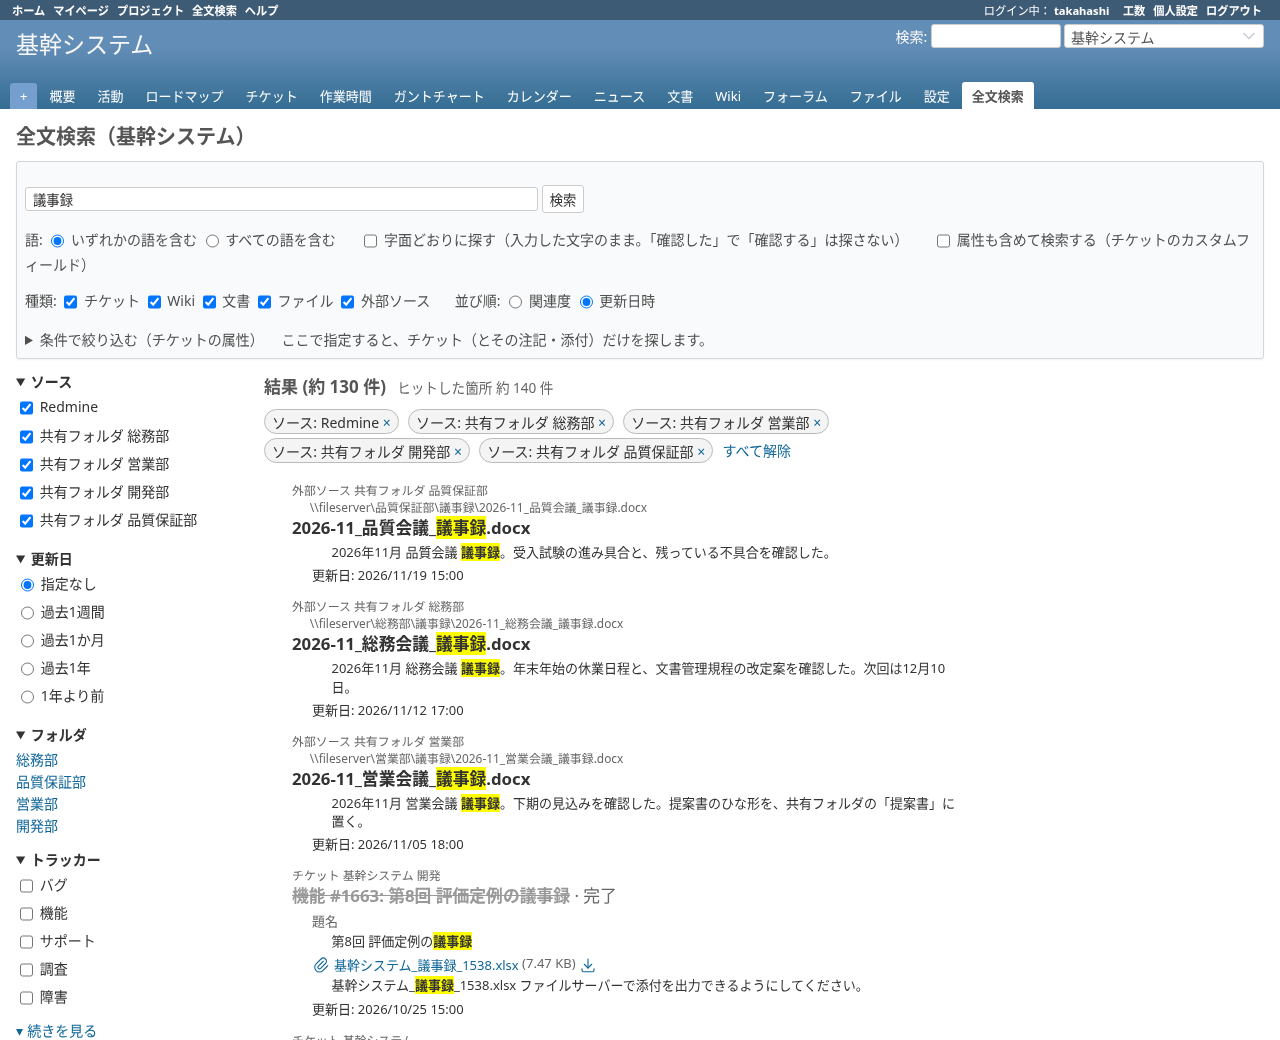 ホーム マイページ プロジェクト 全文検索 ヘルプ
ログイン中： takahashi 工数 個人設定 ログアウト
基幹システム
検索: 基幹システム
+ 概要 活動 ロードマップ チケット 作業時間 ガントチャート カレンダー ニュース 文書 Wiki フォーラム ファイル 設定 全文検索
全文検索（基幹システム）
議事録 検索
語: いずれかの語を含む すべての語を含む 字面どおりに探す（入力した文字のまま。「確認した」で「確認する」は探さない） 属性も含めて検索する（チケットのカスタムフ
ィールド）
種類: チケット Wiki 文書 ファイル 外部ソース 並び順: 関連度 更新日時
▶ 条件で絞り込む（チケットの属性） ここで指定すると、チケット（とその注記・添付）だけを探します。
▼ ソース
Redmine
共有フォルダ 総務部
共有フォルダ 営業部
共有フォルダ 開発部
共有フォルダ 品質保証部
▼ 更新日
指定なし
過去1週間
過去1か月
過去1年
1年より前
▼ フォルダ
総務部
品質保証部
営業部
開発部
▼ トラッカー
バグ
機能
サポート
調査
障害
▾ 続きを見る
結果 (約 130 件) ヒットした箇所 約 140 件
ソース: Redmine × ソース: 共有フォルダ 総務部 × ソース: 共有フォルダ 営業部 ×
ソース: 共有フォルダ 開発部 × ソース: 共有フォルダ 品質保証部 × すべて解除
外部ソース 共有フォルダ 品質保証部
\\fileserver\品質保証部\議事録\2026-11_品質会議_議事録.docx
2026-11_品質会議_議事録.docx
2026年11月 品質会議 議事録。受入試験の進み具合と、残っている不具合を確認した。
更新日: 2026/11/19 15:00
外部ソース 共有フォルダ 総務部
\\fileserver\総務部\議事録\2026-11_総務会議_議事録.docx
2026-11_総務会議_議事録.docx
2026年11月 総務会議 議事録。年末年始の休業日程と、文書管理規程の改定案を確認した。次回は12月10
日。
更新日: 2026/11/12 17:00
外部ソース 共有フォルダ 営業部
\\fileserver\営業部\議事録\2026-11_営業会議_議事録.docx
2026-11_営業会議_議事録.docx
2026年11月 営業会議 議事録。下期の見込みを確認した。提案書のひな形を、共有フォルダの「提案書」に
置く。
更新日: 2026/11/05 18:00
チケット 基幹システム 開発
機能 #1663: 第8回 評価定例の議事録 · 完了
題名
第8回 評価定例の議事録
基幹システム_議事録_1538.xlsx (7.47 KB)
基幹システム_議事録_1538.xlsx ファイルサーバーで添付を出力できるようにしてください。
更新日: 2026/10/25 15:00
チケット 基幹システム